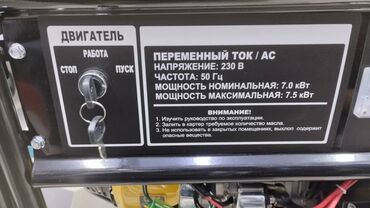 ДВИГАТЕЛЬ
РАБОТА
СТОП
ПУСК
ПЕРЕМЕННЫЙ ТОК / AC
НАПРЯЖЕНИЕ: 230 В
ЧАСТОТА: 50 Гц
МОЩНОСТЬ НОМИНАЛЬНАЯ: 7.0 кВт
МОЩНОСТЬ МАКСИМАЛЬНАЯ: 7.5 кВт
ВНИМАНИЕ!
1. Изучить руководство по эксплуатации.
2. Залить в картер требуемое количество масла.
3. Не использовать в закрытых помещениях, выхлоп содержит
опасные вещества.